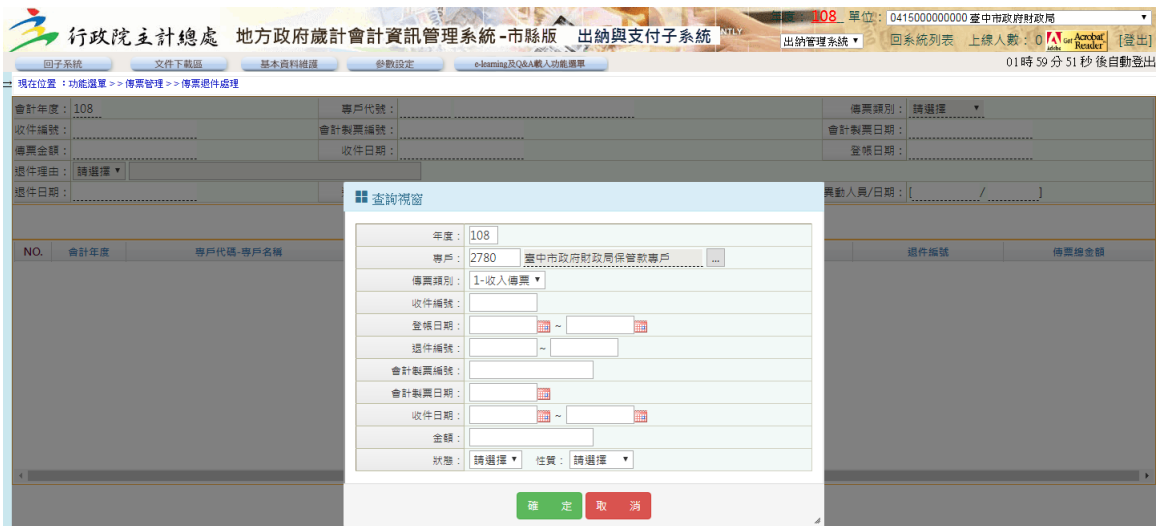 年度：108 單位：0415000000000 臺中市政府財政局
行政院主計總處 地方政府歲計會計資訊管理系統-市縣版 出納與支付子系統
出納管理系統 回系統列表 上線人數：0 Get Acrobat Reader Adobe [登出]
回子系統 文件下載區 基本資料維護 參數設定 e-learning及Q&A載入功能選單 01時59分51秒後自動登出
現在位置：功能選單>>傳票管理>>傳票退件處理
會計年度：108 專戶代號： 傳票類別：請選擇
收件編號： 會計製票編號： 會計製票日期：
傳票金額： 收件日期： 登帳日期：
退件理由：請選擇
退件日期： 異動人員/日期：[ / ]
查詢視窗
NO. 會計年度 專戶代碼-專戶名稱 退件編號 傳票總金額
年度：108
專戶：2780 臺中市政府財政局保管款專戶 ...
傳票類別：1-收入傳票
收件編號：
登帳日期： ~
退件編號： ~
會計製票編號：
會計製票日期：
收件日期： ~
金額：
狀態：請選擇 性質：請選擇
確 定 取 消